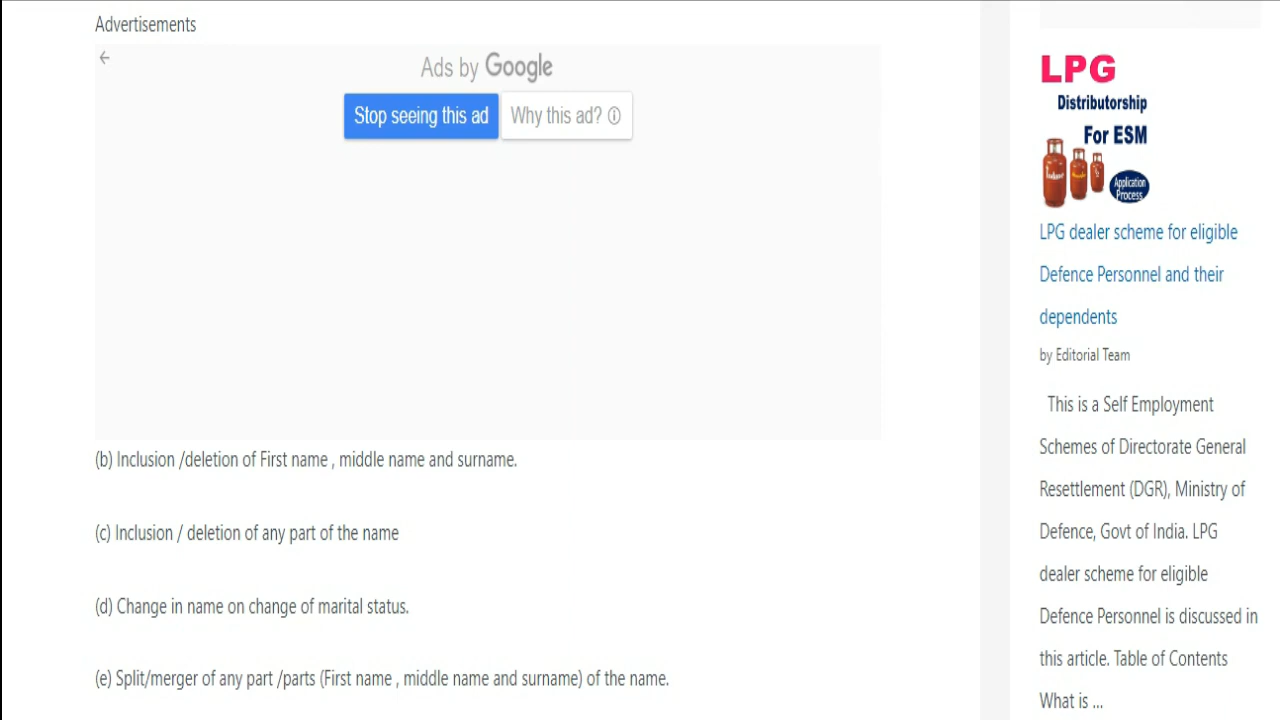 Advertisements
Ads by Google
Stop seeing this ad
Why this ad?
(b) Inclusion /deletion of First name , middle name and surname.
(c) Inclusion / deletion of any part of the name
(d) Change in name on change of marital status.
(e) Split/merger of any part /parts (First name , middle name and surname) of the name.
LPG
Distributorship
For ESM
Application
Process
LPG dealer scheme for eligible
Defence Personnel and their
dependents
by Editorial Team
This is a Self Employment
Schemes of Directorate General
Resettlement (DGR), Ministry of
Defence, Govt of India. LPG
dealer scheme for eligible
Defence Personnel is discussed in
this article. Table of Contents
What is ...